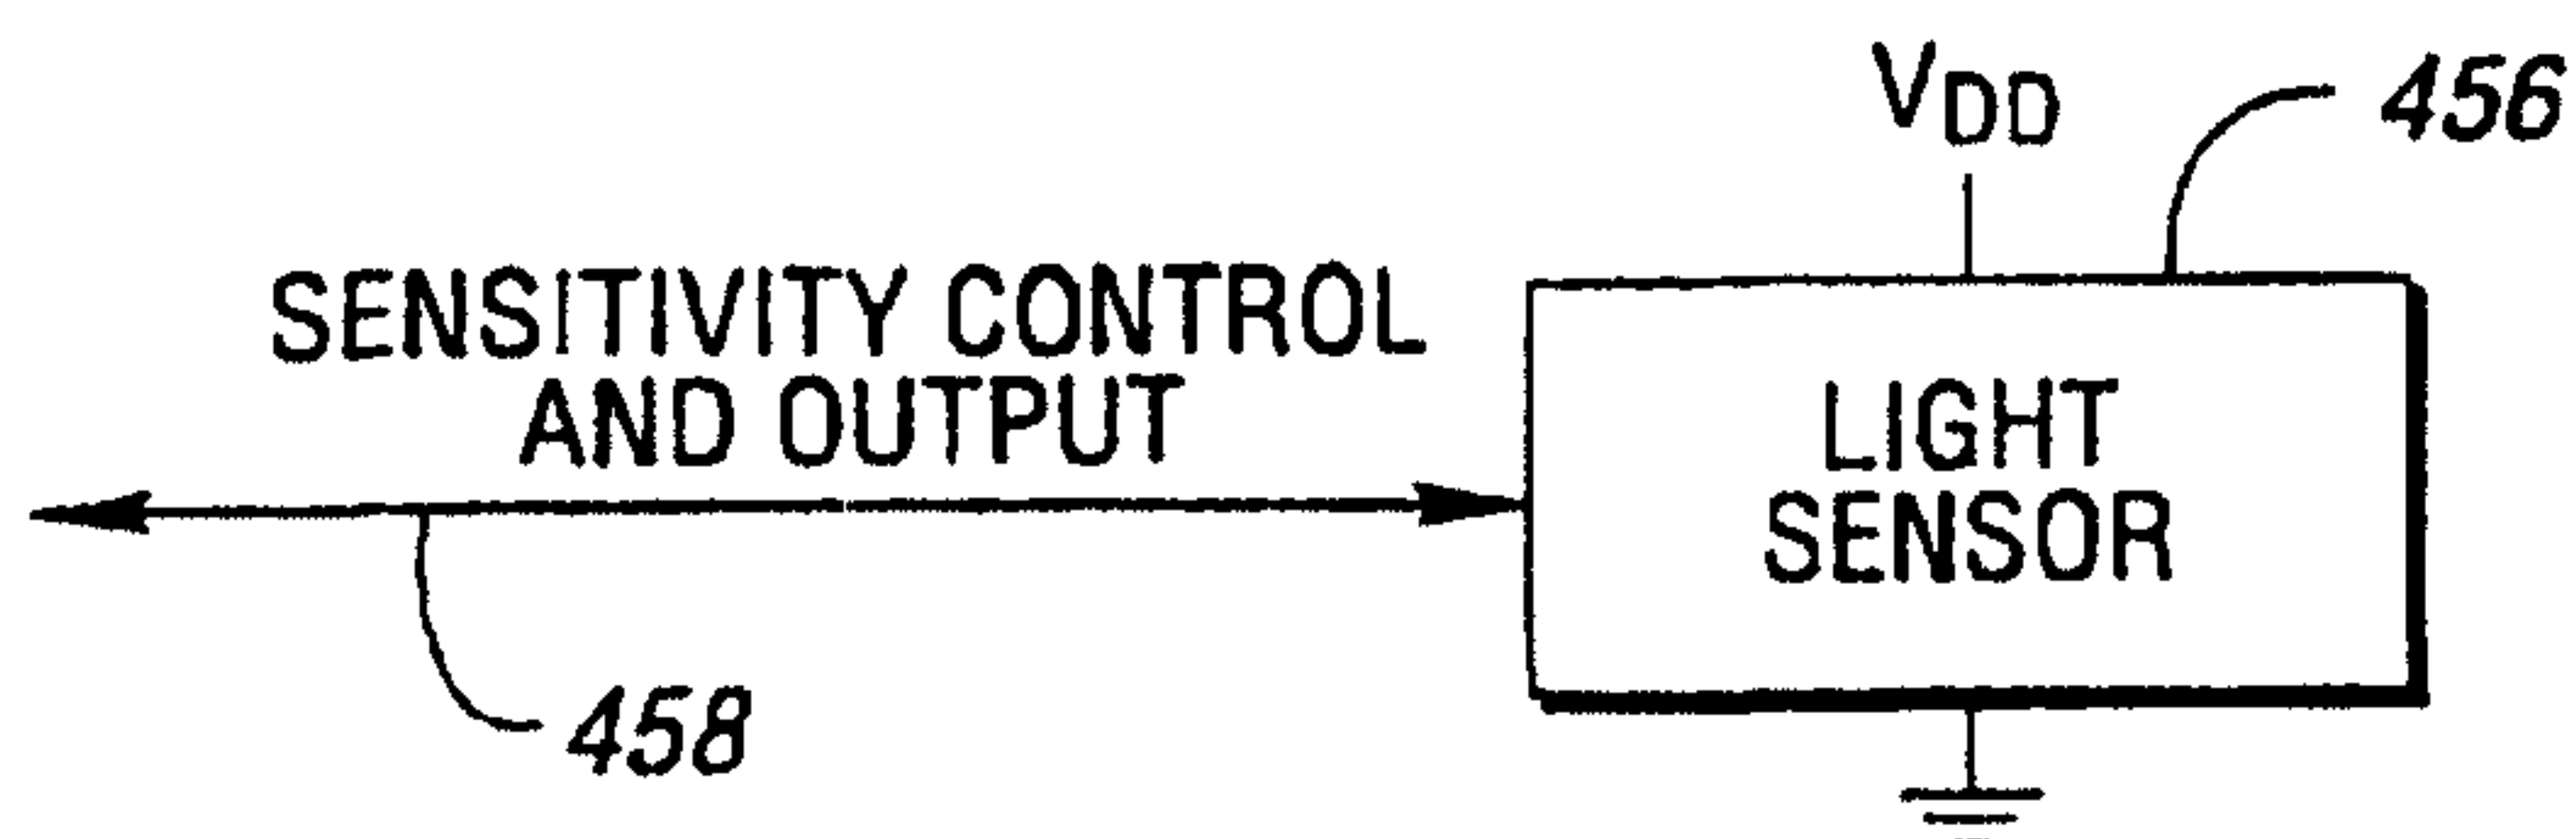 VDD
456
SENSITIVITY CONTROL
AND OUTPUT
LIGHT
SENSOR
458